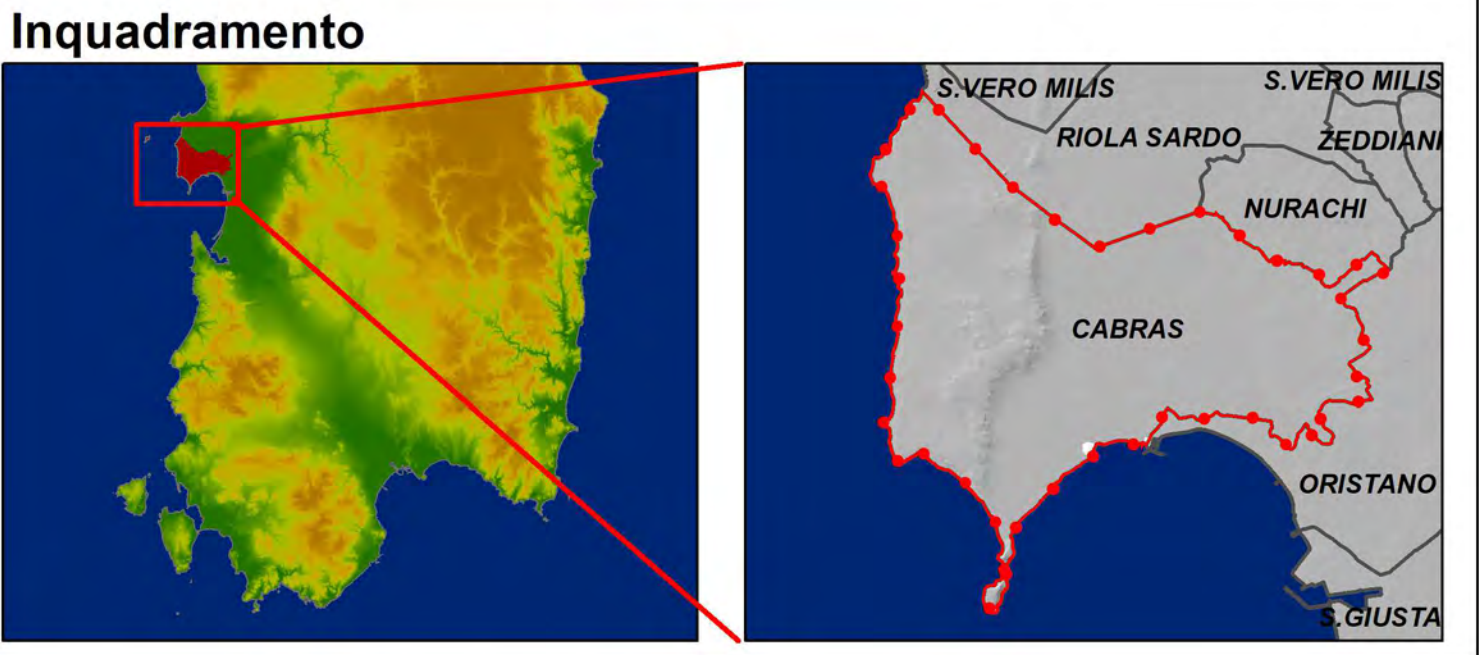 Inquadramento
S.VERO MILIS
S.VERO MILIS
RIOLA SARDO
ZEDDIANI
NURACHI
CABRAS
ORISTANO
S.GIUSTA